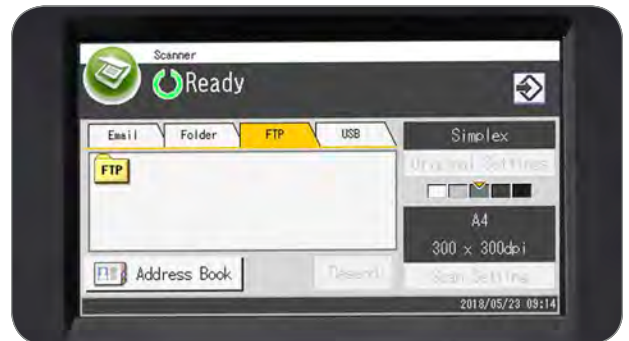 Scanner
Ready
Email
Folder
FTP
USB
FTP
Simplex
Original Settings
A4
300 × 300dpi
Address Book
Resend
Scan Setting
2018/05/23 09:14